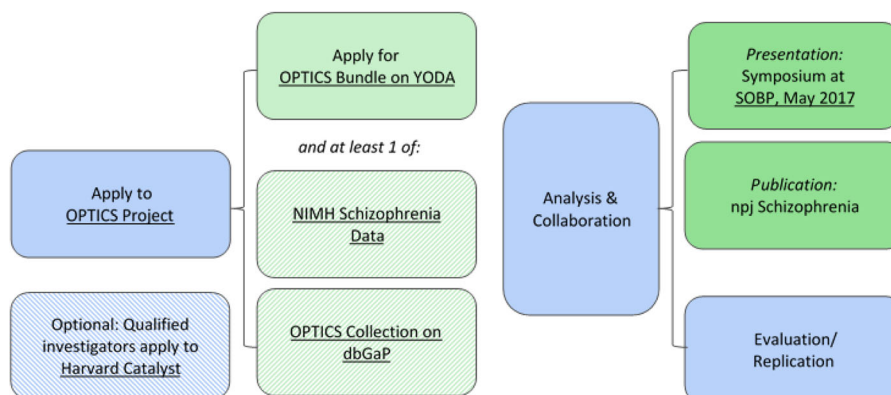 Apply to
OPTICS Project
Optional: Qualified
investigators apply to
Harvard Catalyst
Apply for
OPTICS Bundle on YODA
and at least 1 of:
NIMH Schizophrenia
Data
OPTICS Collection on
dbGaP
Analysis &
Collaboration
Presentation:
Symposium at
SOBP, May 2017
Publication:
npj Schizophrenia
Evaluation/
Replication